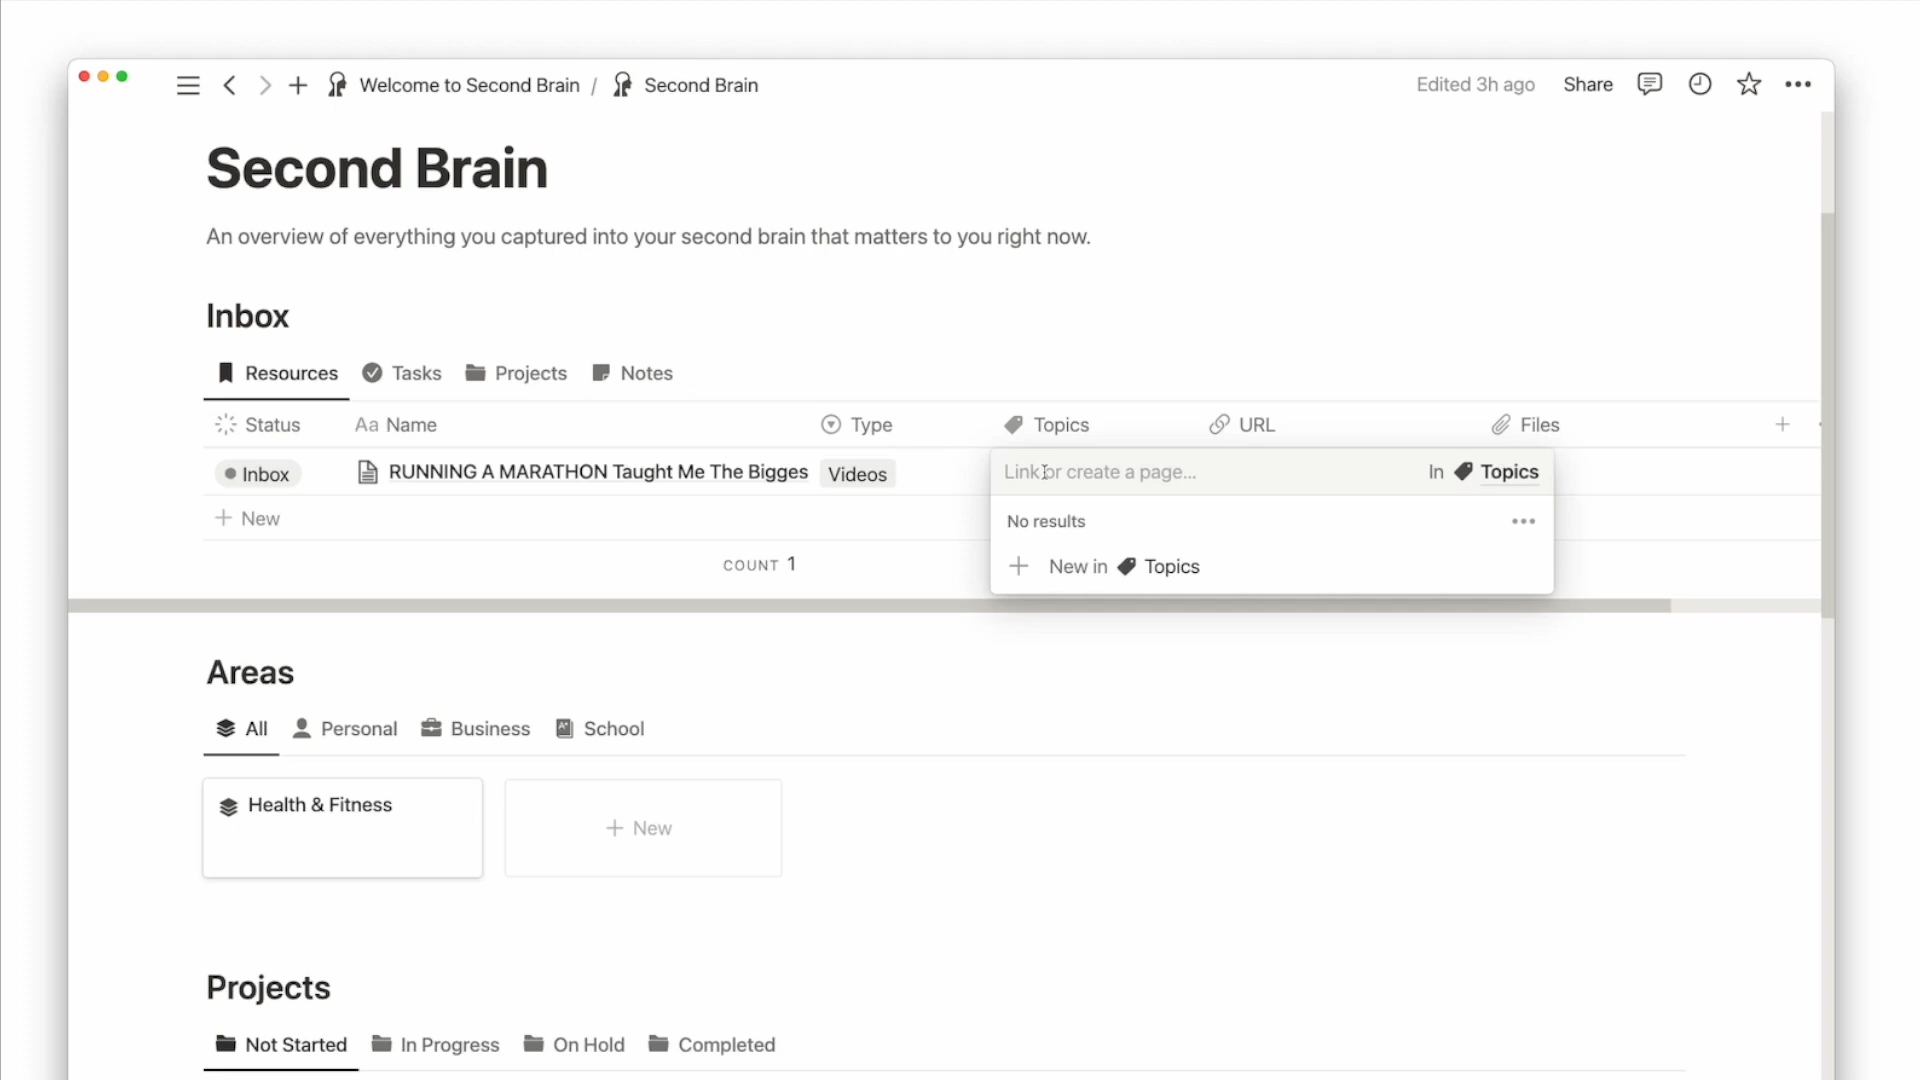 Welcome to Second Brain / Second Brain Edited 3h ago Share
Second Brain
An overview of everything you captured into your second brain that matters to you right now.
Inbox
Resources Tasks Projects Notes
Status Aa Name Type Topics URL Files
Inbox RUNNING A MARATHON Taught Me The Bigges Videos Link or create a page... In Topics
No results
+ New
COUNT 1
+ New in Topics
Areas
All Personal Business School
Health & Fitness
+ New
Projects
Not Started In Progress On Hold Completed